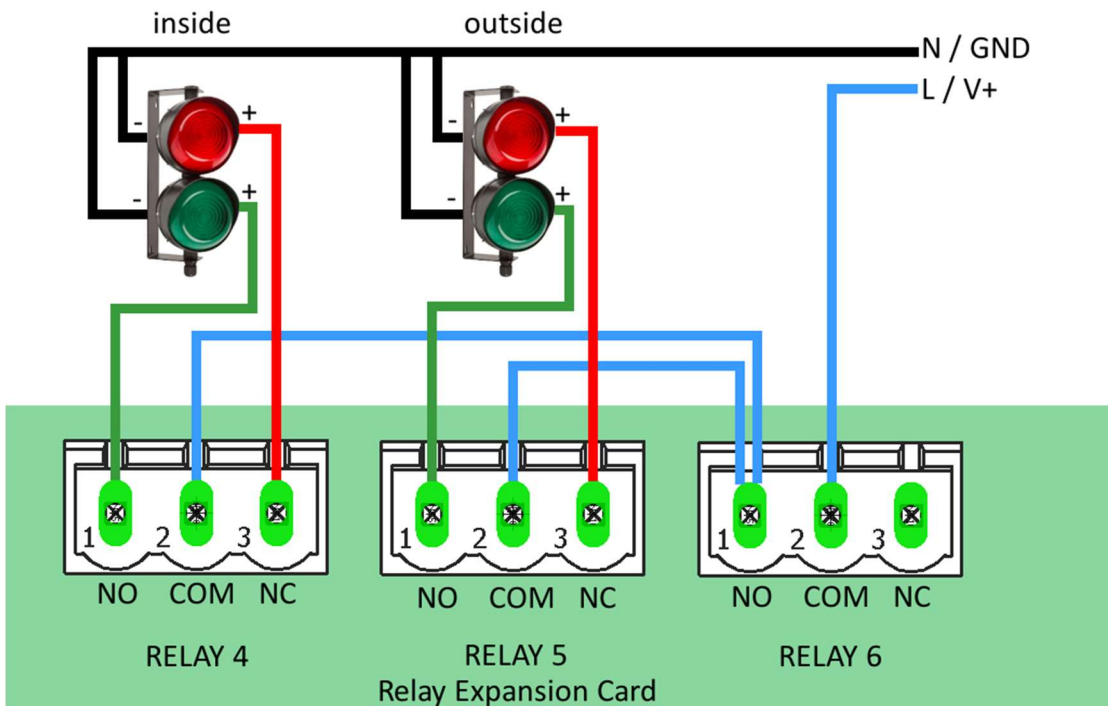 inside outside
N / GND
L / V+
- + - +
- + - +
1 2 3 1 2 3 1 2 3
NO COM NC NO COM NC NO COM NC
RELAY 4 RELAY 5 RELAY 6
Relay Expansion Card